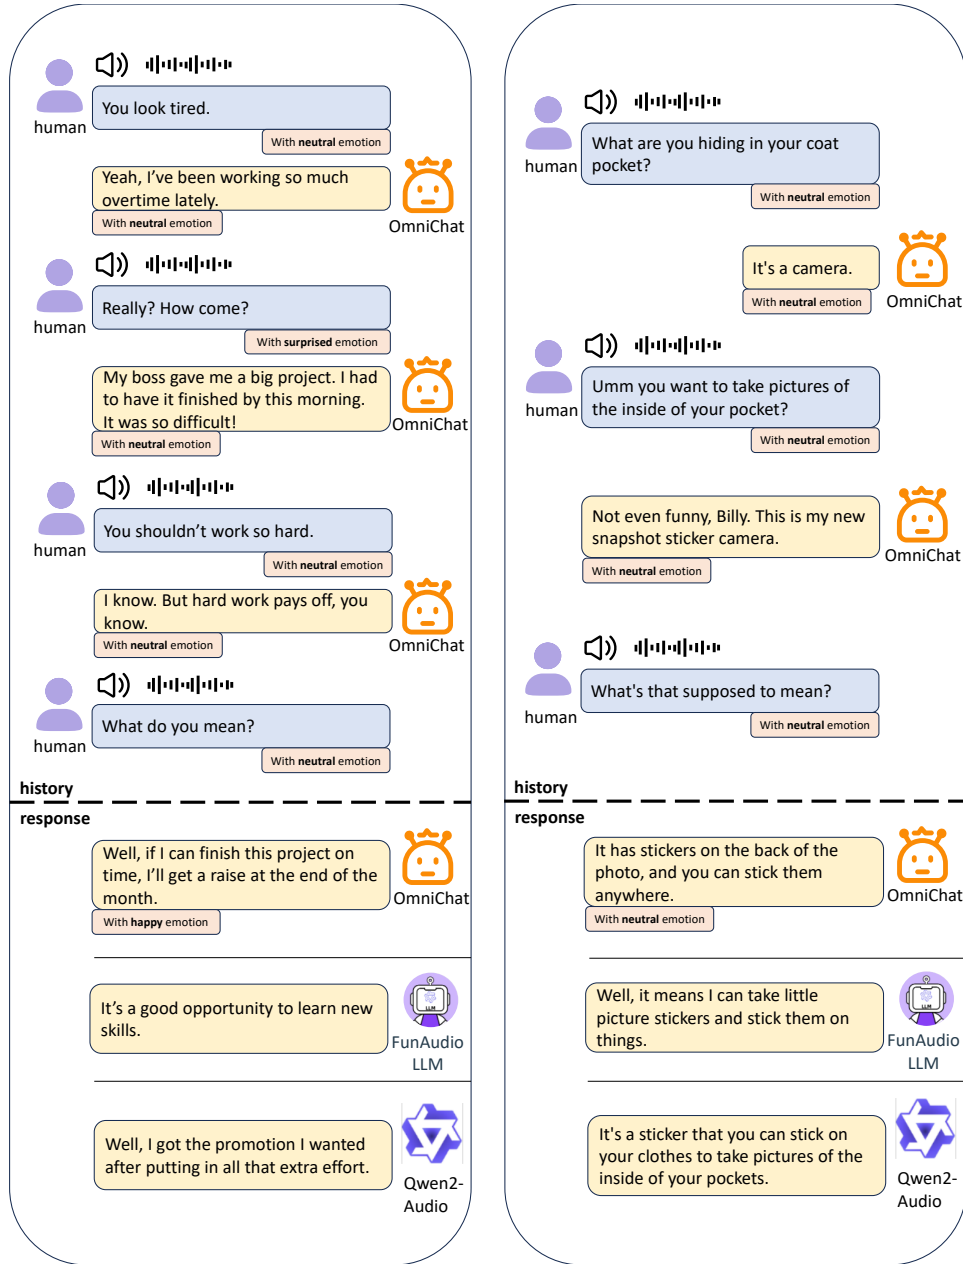 You look tired.
human
With neutral emotion
Yeah, I've been working so much
overtime lately.
With neutral emotion
OmniChat
Really? How come?
human
With surprised emotion
My boss gave me a big project. I had
to have it finished by this morning.
It was so difficult!
OmniChat
With neutral emotion
You shouldn't work so hard.
human
With neutral emotion
I know. But hard work pays off, you
know.
With neutral emotion
OmniChat
What do you mean?
human
With neutral emotion
history
response
Well, if I can finish this project on
time, I'll get a raise at the end of the
month.
OmniChat
With happy emotion
It's a good opportunity to learn new
skills.
LLM
FunAudio
LLM
Well, I got the promotion I wanted
after putting in all that extra effort.
Qwen2-
Audio
What are you hiding in your coat
pocket?
human
With neutral emotion
It's a camera.
With neutral emotion
OmniChat
Umm you want to take pictures of
the inside of your pocket?
human
With neutral emotion
Not even funny, Billy. This is my new
snapshot sticker camera.
OmniChat
With neutral emotion
What's that supposed to mean?
human
With neutral emotion
history
response
It has stickers on the back of the
photo, and you can stick them
anywhere.
OmniChat
With neutral emotion
Well, it means I can take little
picture stickers and stick them on
things.
LLM
FunAudio
LLM
It's a sticker that you can stick on
your clothes to take pictures of the
inside of your pockets.
Qwen2-
Audio